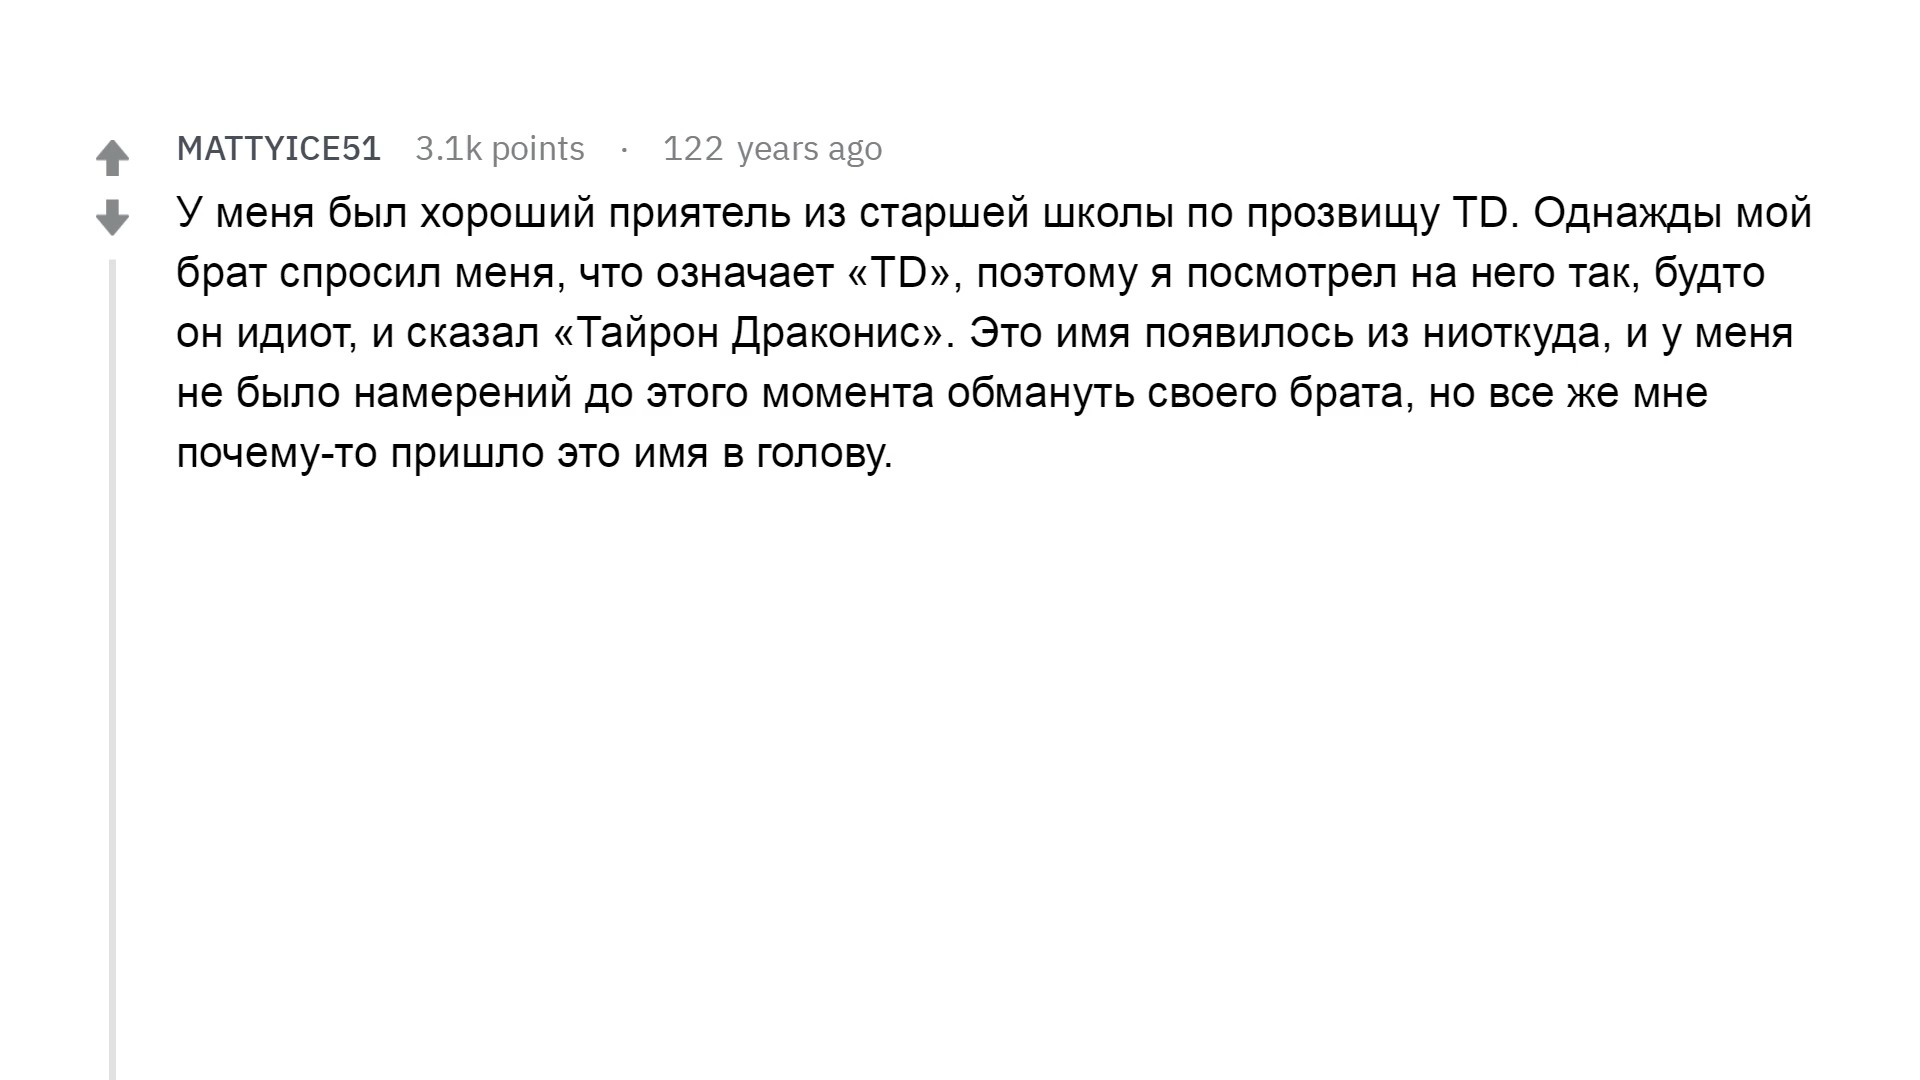 MATTYICE51 3.1k points · 122 years ago
У меня был хороший приятель из старшей школы по прозвищу TD. Однажды мой
брат спросил меня, что означает «TD», поэтому я посмотрел на него так, будто
он идиот, и сказал «Тайрон Драконис». Это имя появилось из ниоткуда, и у меня
не было намерений до этого момента обмануть своего брата, но все же мне
почему-то пришло это имя в голову.